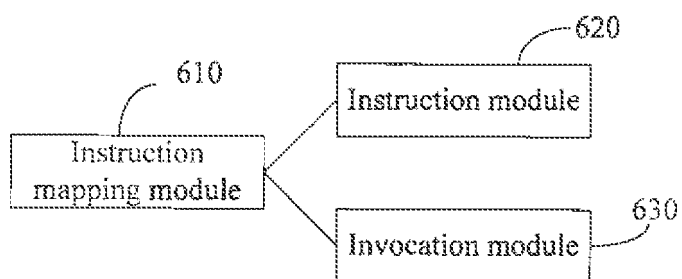 620
610
Instruction module
Instruction
mapping module
630
Invocation module